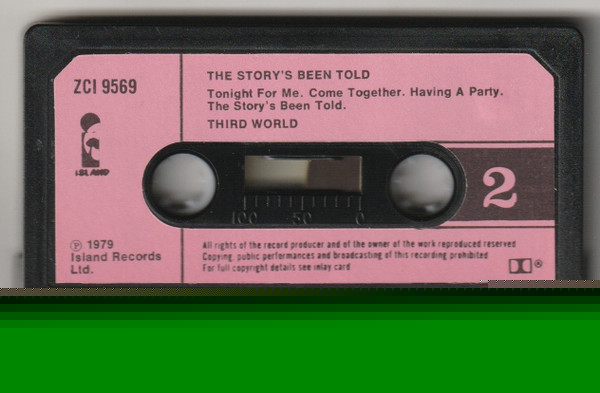 ZCI 9569
THE STORY'S BEEN TOLD
Tonight For Me. Come Together. Having A Party.
The Story's Been Told.
THIRD WORLD
ISLAND
2
100 50 0
℗ 1979
Island Records
Ltd.
All rights of the record producer and of the owner of the work reproduced reserved
Copying, public performances and broadcasting of this recording prohibited
For full copyright details see inlay card
®